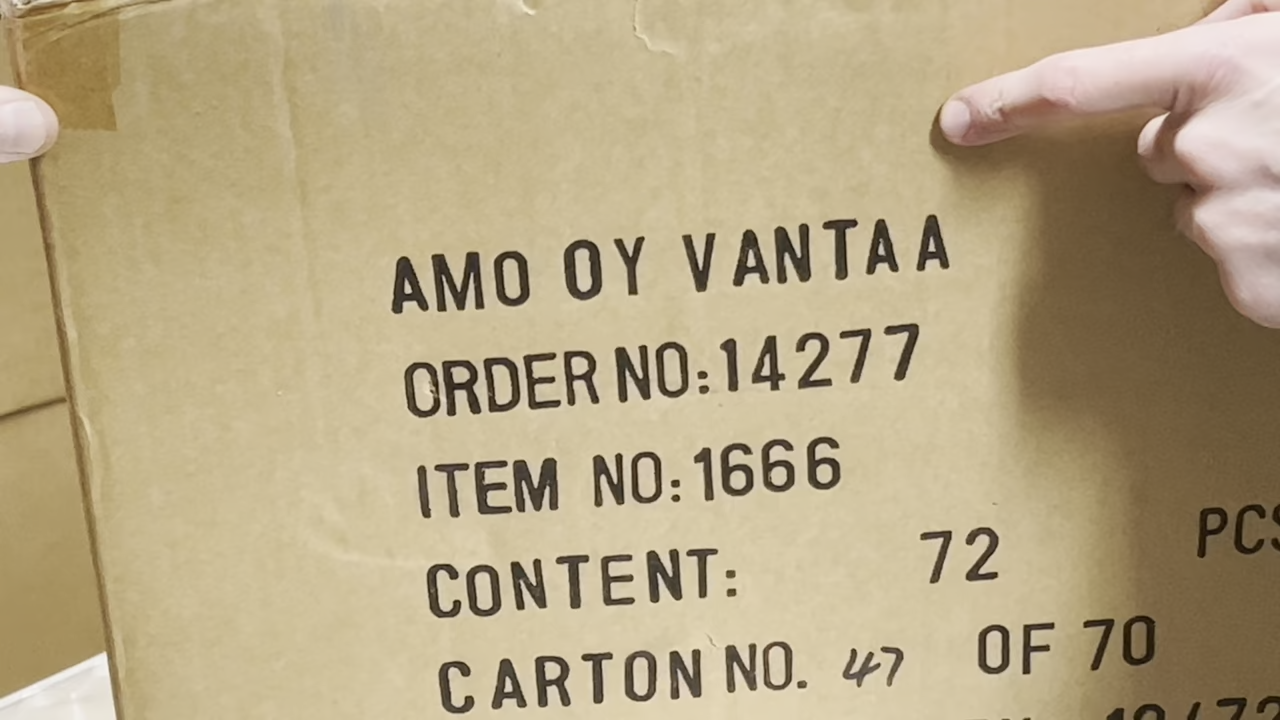 AMO OY VANTAA
ORDER NO:14277
ITEM NO:1666
CONTENT: 72 PCS
CARTON NO. 47 OF 70